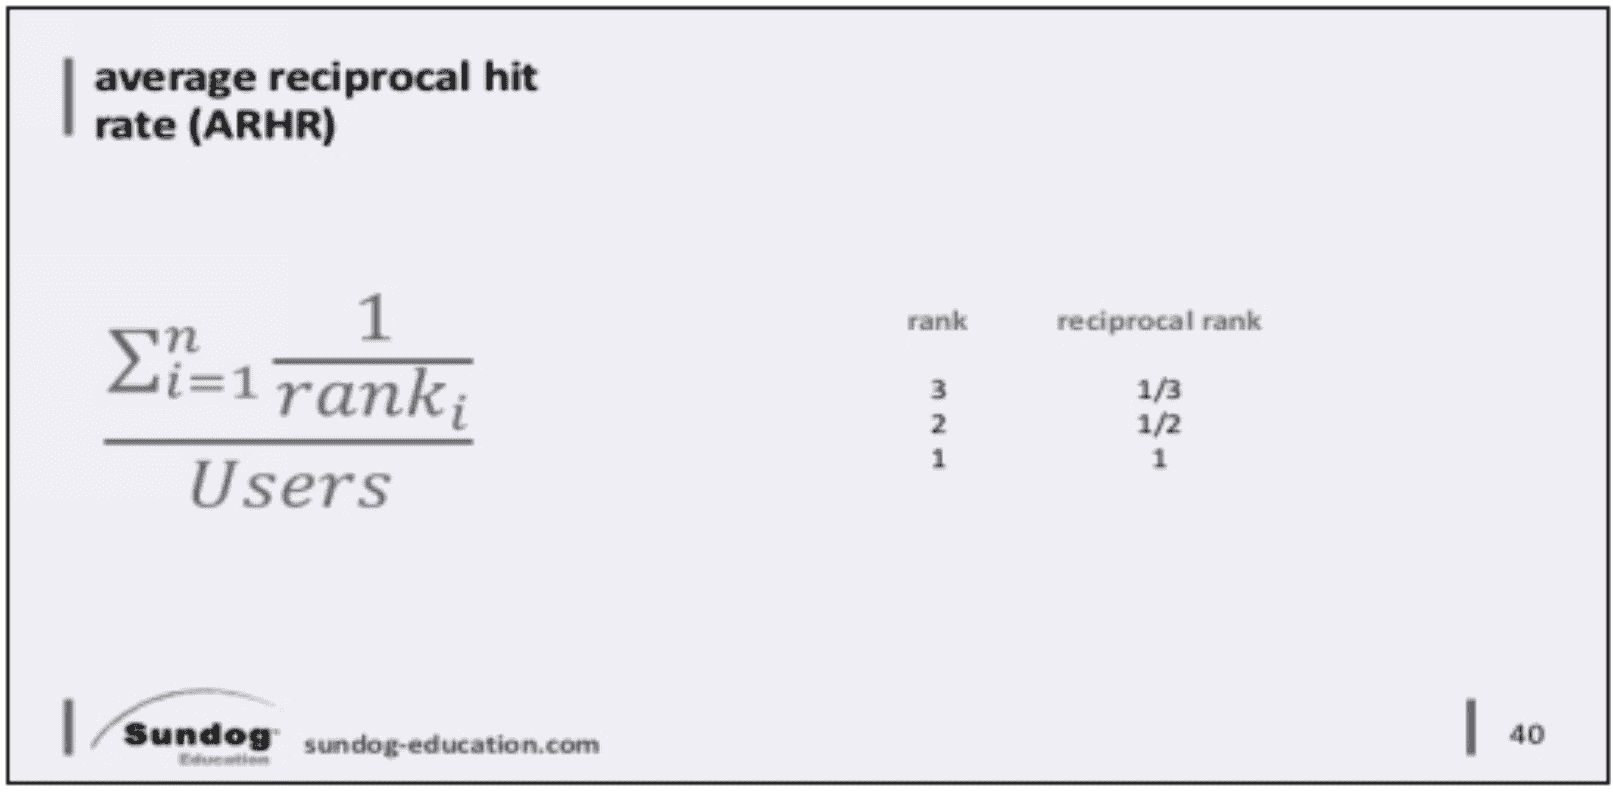 average reciprocal hit
rate (ARHR)
∑ⁿᵢ₌₁ 1/rankᵢ
Users
rank reciprocal rank
3 1/3
2 1/2
1 1
Sundog
Education
sundog-education.com
40